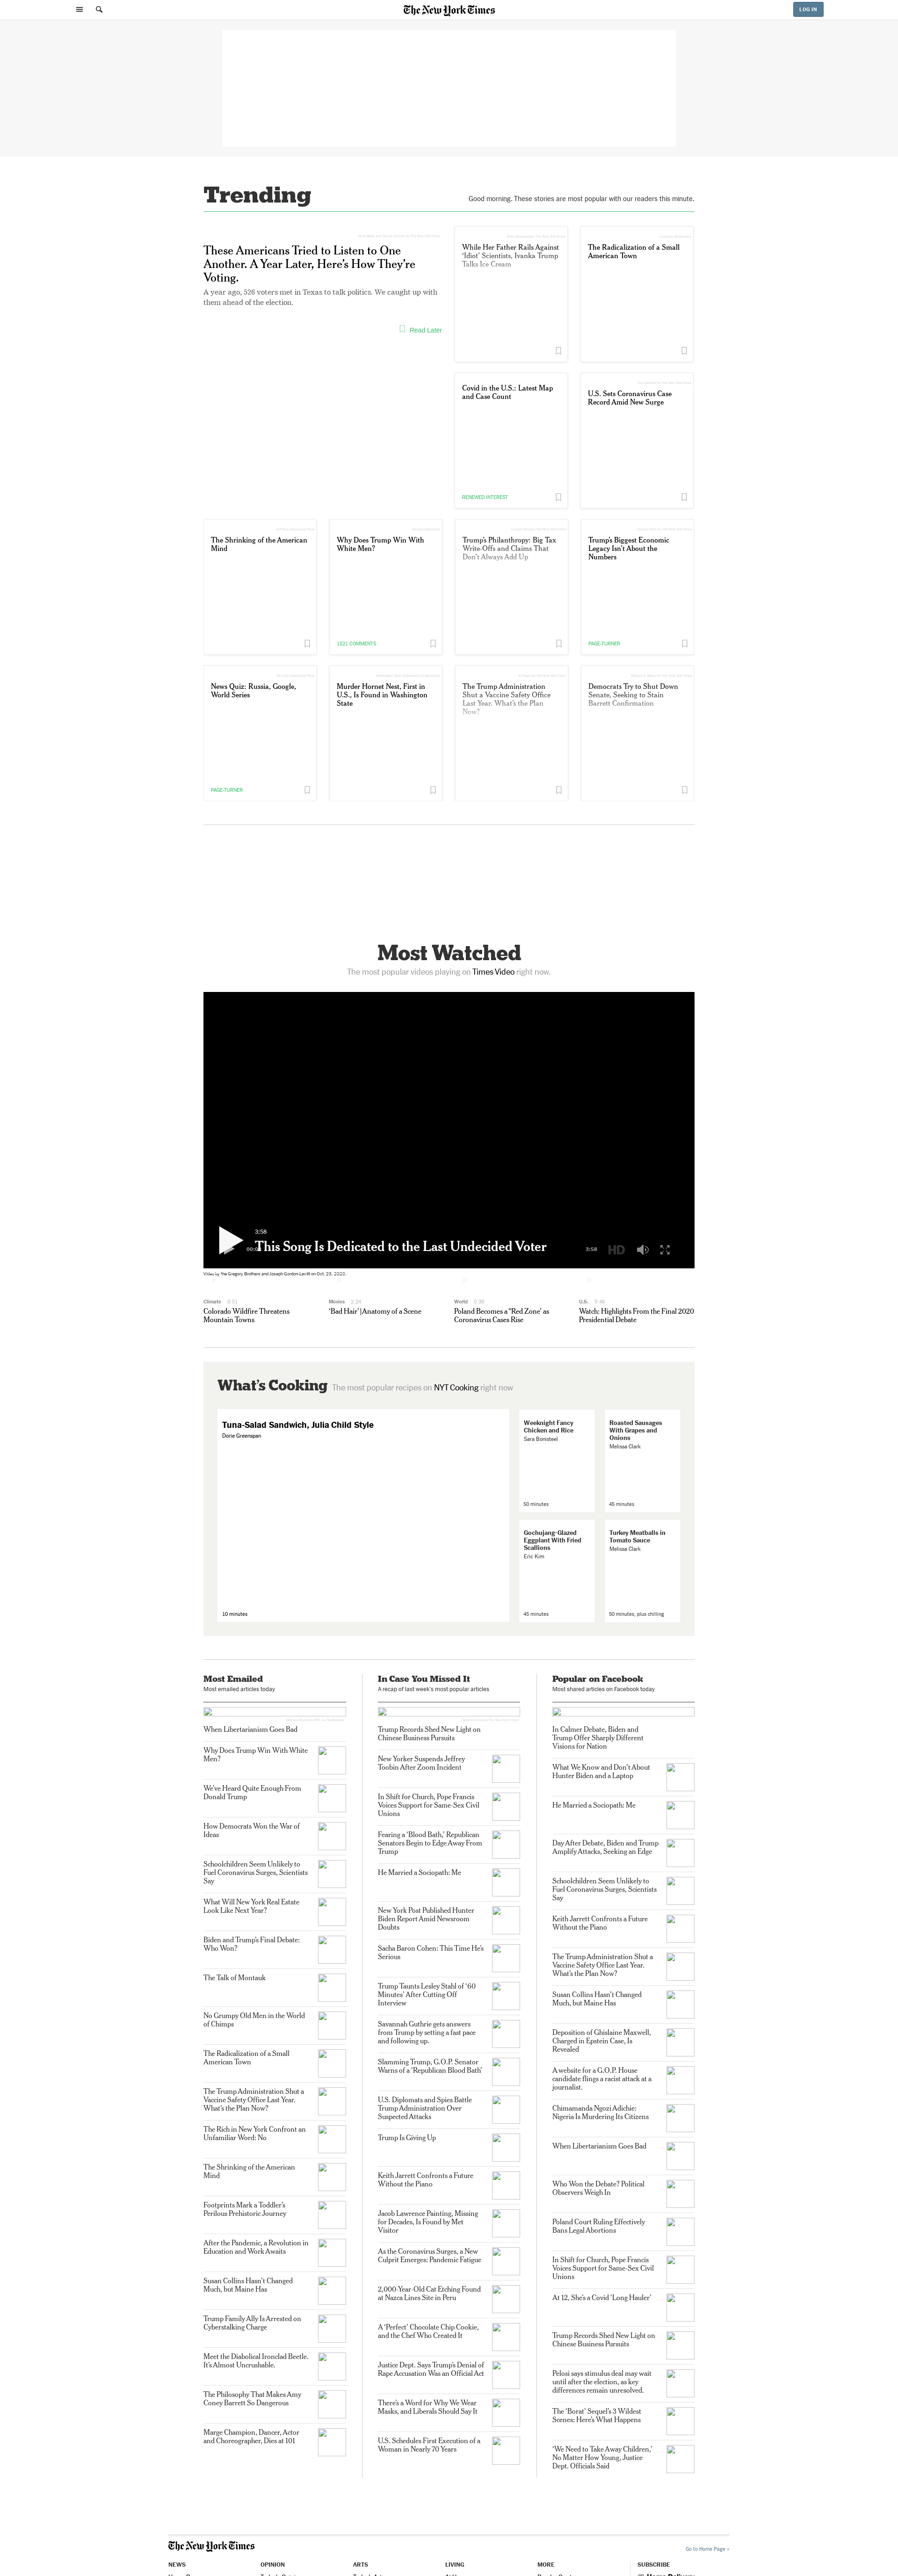 The New York Times
LOG IN
Trending
Good morning. These stories are most popular with our readers this minute.
These Americans Tried to Listen to One
Another. A Year Later, Here's How They're
Voting.
A year ago, 526 voters met in Texas to talk politics. We caught up with
them ahead of the election.
Read Later
While Her Father Rails Against
'Idiot' Scientists, Ivanka Trump
Talks Ice Cream
The Radicalization of a Small
American Town
Covid in the U.S.: Latest Map
and Case Count
RENEWED INTEREST
U.S. Sets Coronavirus Case
Record Amid New Surge
The Shrinking of the American
Mind
Why Does Trump Win With
White Men?
1521 COMMENTS
Trump's Philanthropy: Big Tax
Write-Offs and Claims That
Don't Always Add Up
Trump's Biggest Economic
Legacy Isn't About the
Numbers
PAGE-TURNER
News Quiz: Russia, Google,
World Series
PAGE-TURNER
Murder Hornet Nest, First in
U.S., Is Found in Washington
State
The Trump Administration
Shut a Vaccine Safety Office
Last Year. What's the Plan
Now?
Democrats Try to Shut Down
Senate, Seeking to Stain
Barrett Confirmation
Most Watched
The most popular videos playing on Times Video right now.
3:58
This Song Is Dedicated to the Last Undecided Voter
3:58
HD
Video by the Gregory Brothers and Joseph Gordon-Levitt on Oct. 23, 2020.
Climate 0:51
Colorado Wildfire Threatens
Mountain Towns
Movies 2:24
'Bad Hair' | Anatomy of a Scene
World 0:38
Poland Becomes a "Red Zone' as
Coronavirus Cases Rise
U.S. 9:48
Watch: Highlights From the Final 2020
Presidential Debate
What's Cooking The most popular recipes on NYT Cooking right now
Tuna-Salad Sandwich, Julia Child Style
Dorie Greenspan
10 minutes
Weeknight Fancy
Chicken and Rice
Sara Bonisteel
50 minutes
Roasted Sausages
With Grapes and
Onions
Melissa Clark
45 minutes
Gochujang-Glazed
Eggplant With Fried
Scallions
Eric Kim
45 minutes
Turkey Meatballs in
Tomato Sauce
Melissa Clark
50 minutes, plus chilling
Most Emailed
Most emailed articles today
When Libertarianism Goes Bad
Why Does Trump Win With White
Men?
We've Heard Quite Enough From
Donald Trump
How Democrats Won the War of
Ideas
Schoolchildren Seem Unlikely to
Fuel Coronavirus Surges, Scientists
Say
What Will New York Real Estate
Look Like Next Year?
Biden and Trump's Final Debate:
Who Won?
The Talk of Montauk
No Grumpy Old Men in the World
of Chimps
The Radicalization of a Small
American Town
The Trump Administration Shut a
Vaccine Safety Office Last Year.
What's the Plan Now?
The Rich in New York Confront an
Unfamiliar Word: No
The Shrinking of the American
Mind
Footprints Mark a Toddler's
Perilous Prehistoric Journey
After the Pandemic, a Revolution in
Education and Work Awaits
Susan Collins Hasn't Changed
Much, but Maine Has
Trump Family Ally Is Arrested on
Cyberstalking Charge
Meet the Diabolical Ironclad Beetle.
It's Almost Uncrushable.
The Philosophy That Makes Amy
Coney Barrett So Dangerous
Marge Champion, Dancer, Actor
and Choreographer, Dies at 101
In Case You Missed It
A recap of last week's most popular articles
Trump Records Shed New Light on
Chinese Business Pursuits
New Yorker Suspends Jeffrey
Toobin After Zoom Incident
In Shift for Church, Pope Francis
Voices Support for Same-Sex Civil
Unions
Fearing a 'Blood Bath,' Republican
Senators Begin to Edge Away From
Trump
He Married a Sociopath: Me
New York Post Published Hunter
Biden Report Amid Newsroom
Doubts
Sacha Baron Cohen: This Time He's
Serious
Trump Taunts Lesley Stahl of '60
Minutes' After Cutting Off
Interview
Savannah Guthrie gets answers
from Trump by setting a fast pace
and following up.
Slamming Trump, G.O.P. Senator
Warns of a 'Republican Blood Bath'
U.S. Diplomats and Spies Battle
Trump Administration Over
Suspected Attacks
Trump Is Giving Up
Keith Jarrett Confronts a Future
Without the Piano
Jacob Lawrence Painting, Missing
for Decades, Is Found by Met
Visitor
As the Coronavirus Surges, a New
Culprit Emerges: Pandemic Fatigue
2,000-Year-Old Cat Etching Found
at Nazca Lines Site in Peru
A 'Perfect' Chocolate Chip Cookie,
and the Chef Who Created It
Justice Dept. Says Trump's Denial of
Rape Accusation Was an Official Act
There's a Word for Why We Wear
Masks, and Liberals Should Say It
U.S. Schedules First Execution of a
Woman in Nearly 70 Years
Popular on Facebook
Most shared articles on Facebook today
In Calmer Debate, Biden and
Trump Offer Sharply Different
Visions for Nation
What We Know and Don't About
Hunter Biden and a Laptop
He Married a Sociopath: Me
Day After Debate, Biden and Trump
Amplify Attacks, Seeking an Edge
Schoolchildren Seem Unlikely to
Fuel Coronavirus Surges, Scientists
Say
Keith Jarrett Confronts a Future
Without the Piano
The Trump Administration Shut a
Vaccine Safety Office Last Year.
What's the Plan Now?
Susan Collins Hasn't Changed
Much, but Maine Has
Deposition of Ghislaine Maxwell,
Charged in Epstein Case, Is
Revealed
A website for a G.O.P. House
candidate flings a racist attack at a
journalist.
Chimamanda Ngozi Adichie:
Nigeria Is Murdering Its Citizens
When Libertarianism Goes Bad
Who Won the Debate? Political
Observers Weigh In
Poland Court Ruling Effectively
Bans Legal Abortions
In Shift for Church, Pope Francis
Voices Support for Same-Sex Civil
Unions
At 12, She's a Covid 'Long Hauler'
Trump Records Shed New Light on
Chinese Business Pursuits
Pelosi says stimulus deal may wait
until after the election, as key
differences remain unresolved.
The 'Borat' Sequel's 3 Wildest
Scenes: Here's What Happens
'We Need to Take Away Children,'
No Matter How Young, Justice
Dept. Officials Said
The New York Times
Go to Home Page »
NEWS
OPINION
ARTS
LIVING
MORE
SUBSCRIBE